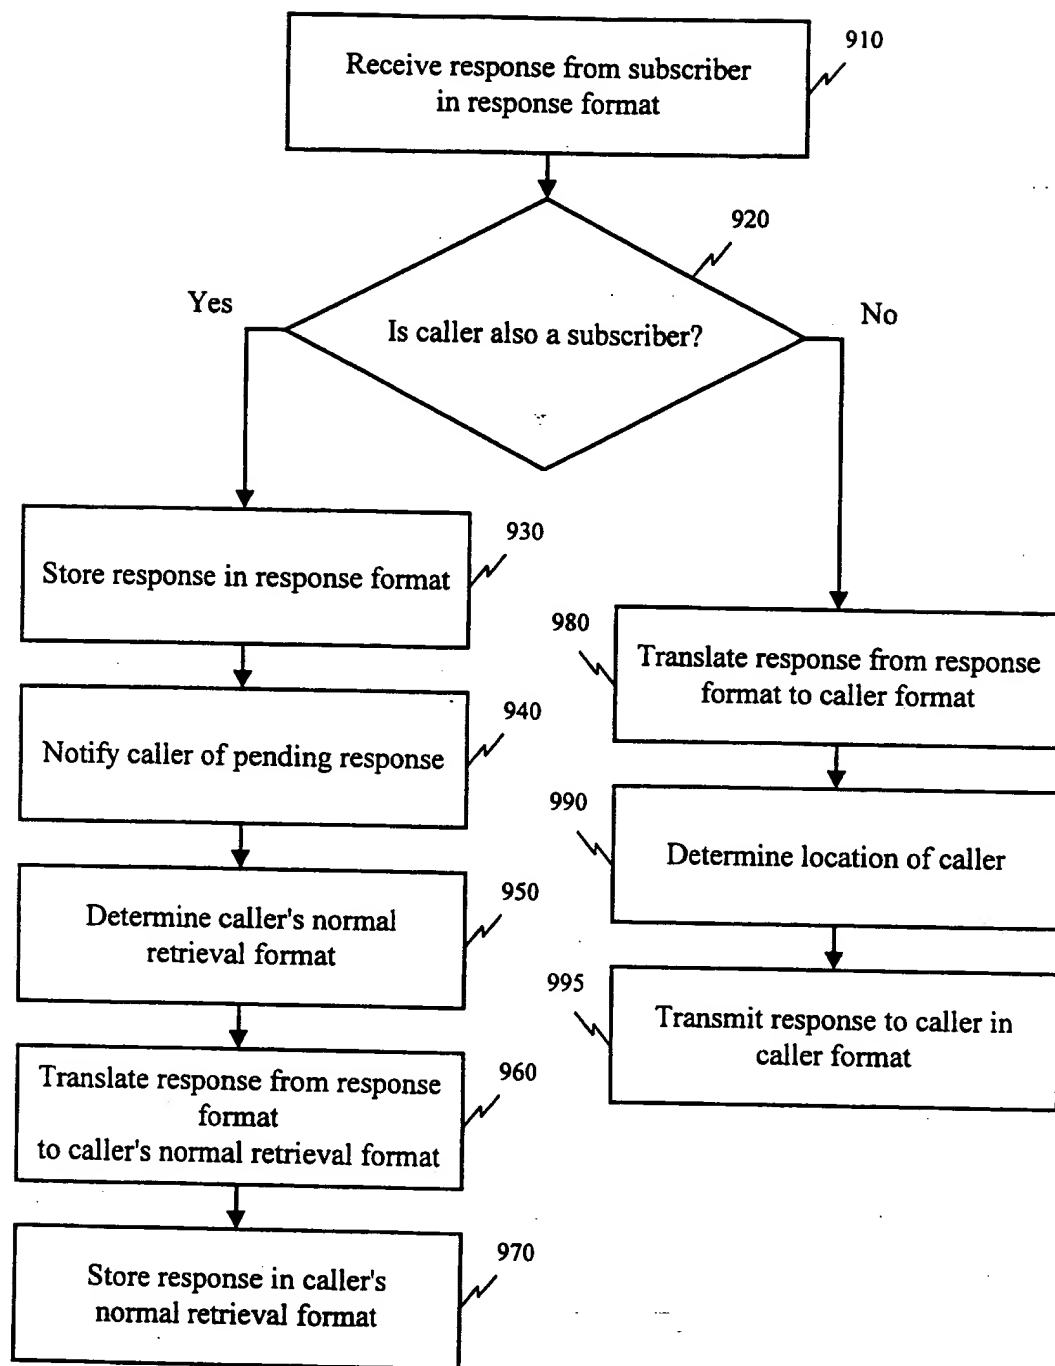 Receive response from subscriber
in response format
910
920
Yes
No
Is caller also a subscriber?
930
Store response in response format
980
Translate response from response
format to caller format
940
Notify caller of pending response
990
Determine location of caller
950
Determine caller's normal
retrieval format
995
Transmit response to caller in
caller format
960
Translate response from response
format
to caller's normal retrieval format
970
Store response in caller's
normal retrieval format